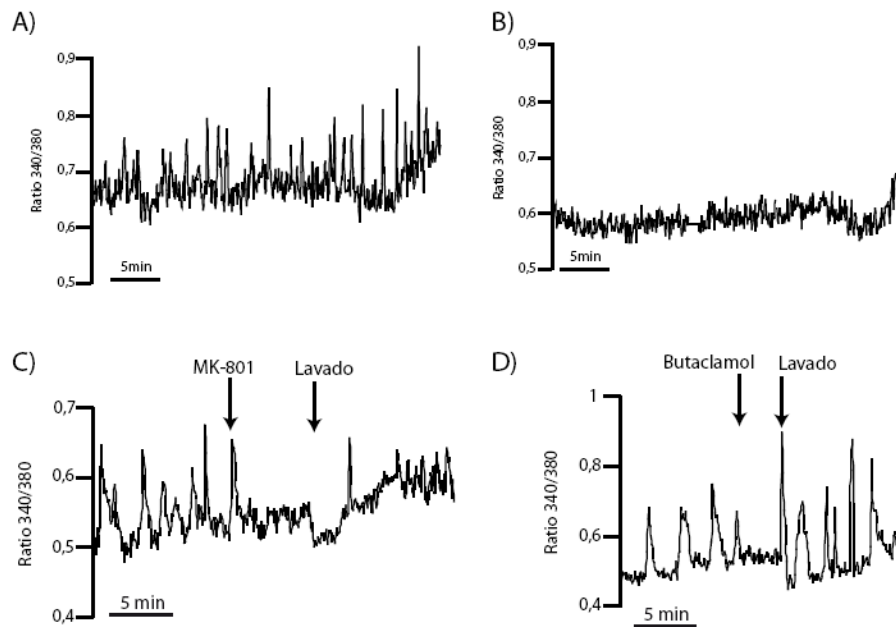 A)
0,9
0,8
0,7
0,6
0,5
Ratio 340/380
5min
B)
0,9
0,8
0,7
0,6
0,5
Ratio 340/380
5min
C)
MK-801 Lavado
0,7
0,6
0,5
0,4
Ratio 340/380
5 min
D)
Butaclamol Lavado
1
0,8
0,6
0,4
Ratio 340/380
5 min